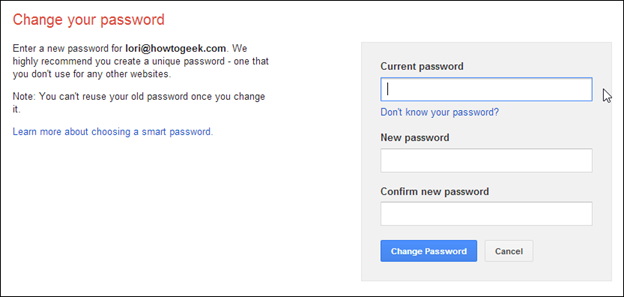 Change your password
Enter a new password for lori@howtogeek.com. We
highly recommend you create a unique password - one that
you don't use for any other websites.
Note: You can't reuse your old password once you change
it.
Learn more about choosing a smart password.
Current password
Don't know your password?
New password
Confirm new password
Change Password
Cancel